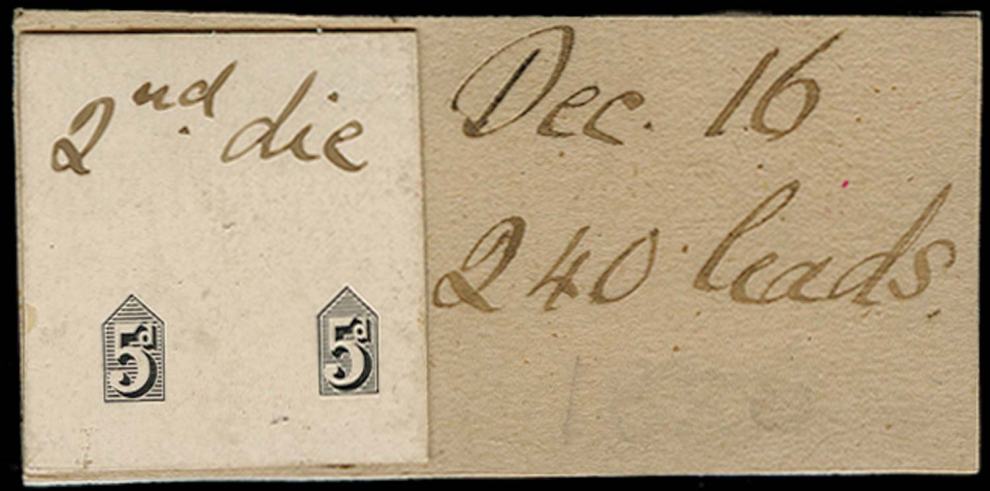 2nd. die
5d 5d
Dec. 16
240 leads